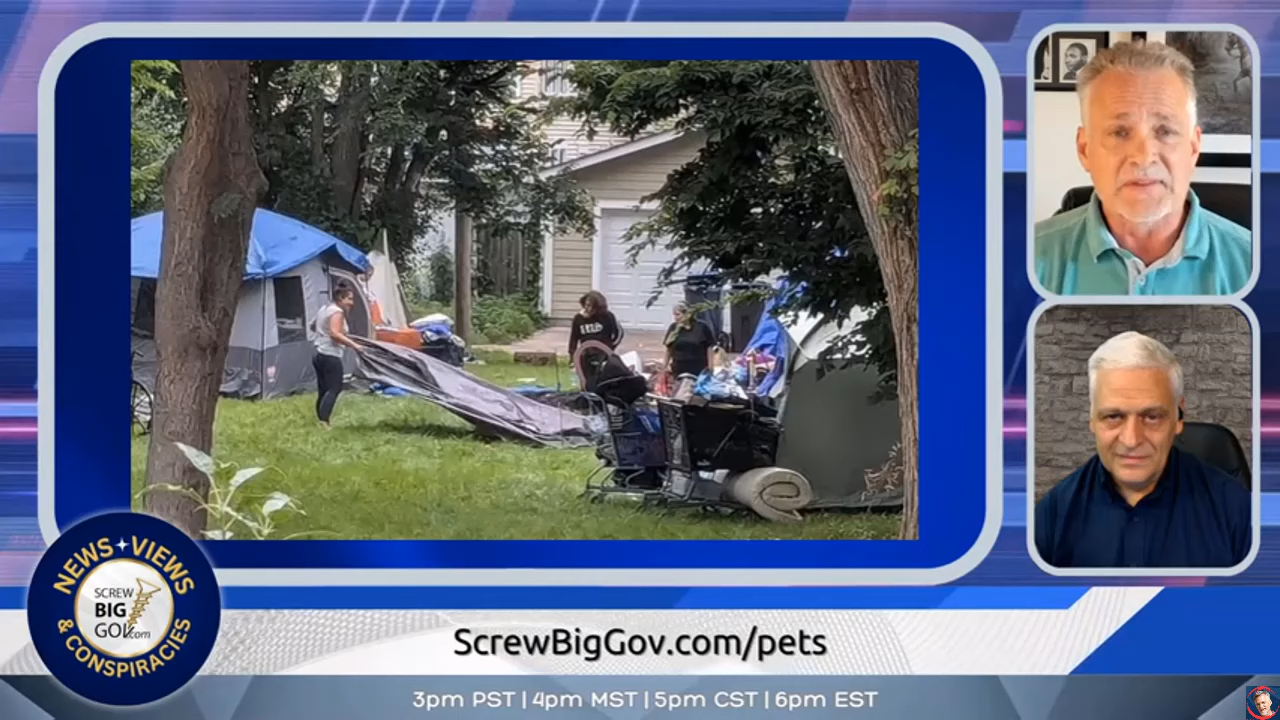 NEWS✦VIEWS
SCREW
BIG
GOV.com
& CONSPIRACIES
ScrewBigGov.com/pets
3pm PST | 4pm MST | 5pm CST | 6pm EST